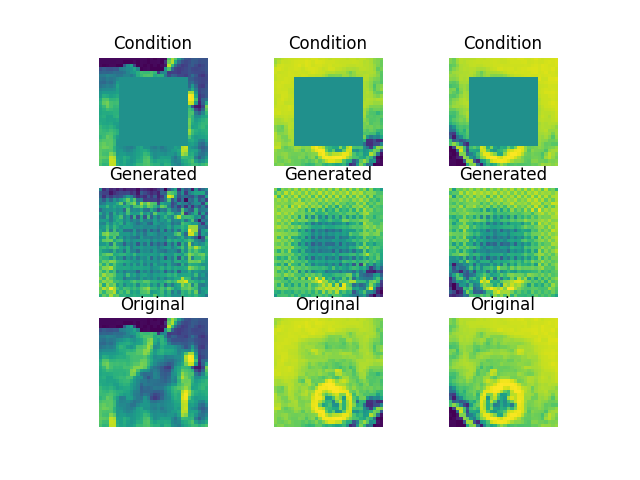 Condition Condition Condition
Generated Generated Generated
Original Original Original